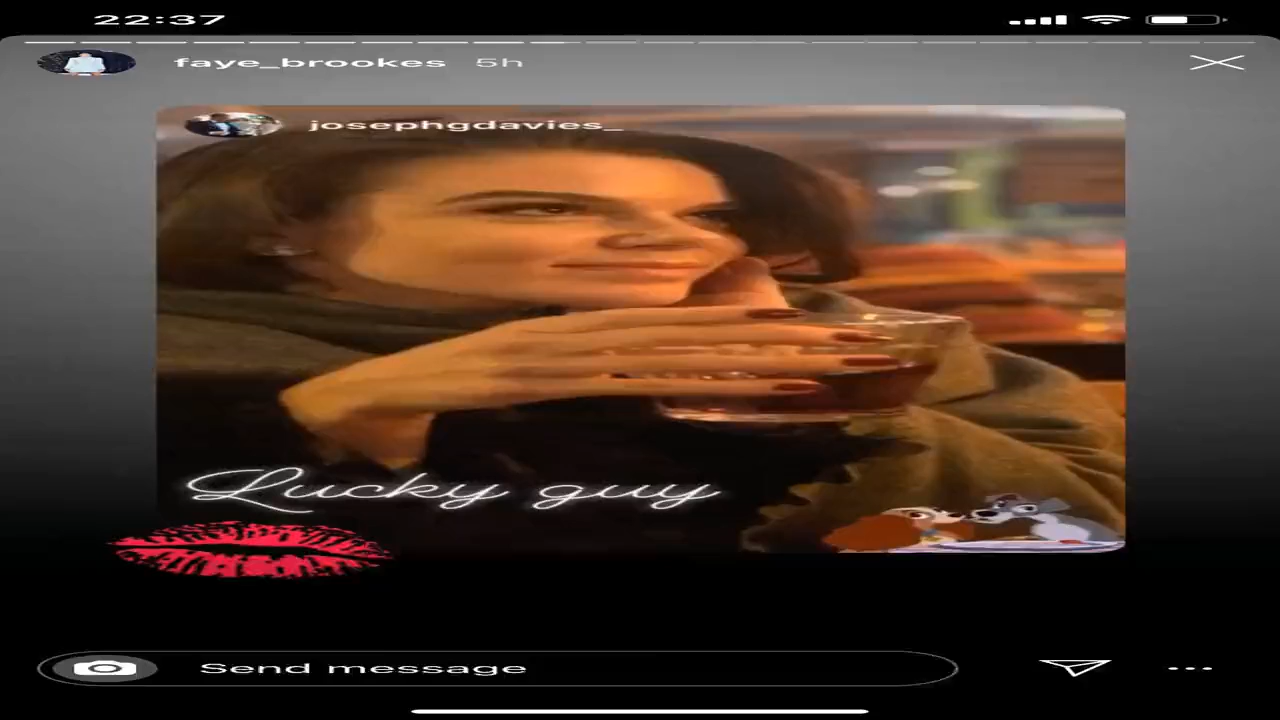 22:37
faye_brookes 5h
josephgdavies_
Lucky guy
Send message